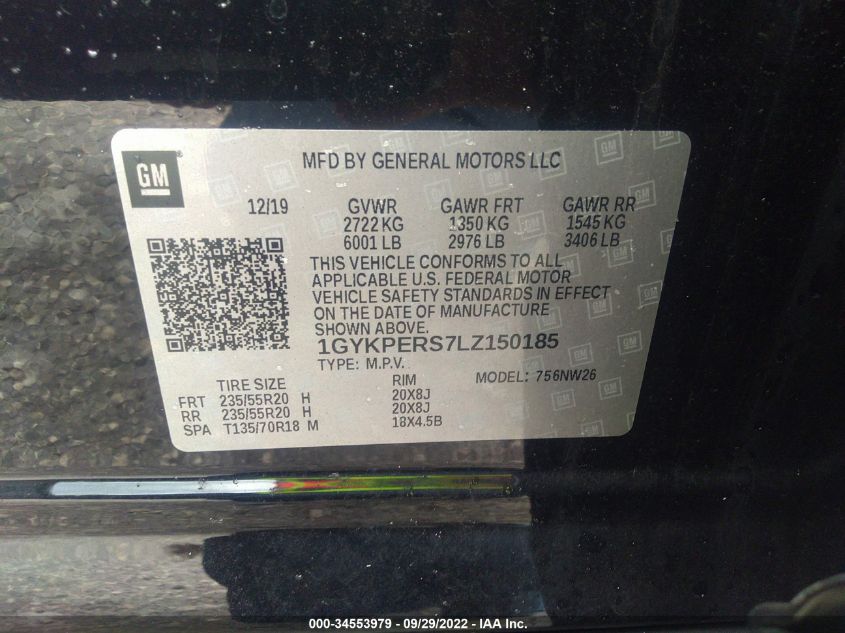 GM
MFD BY GENERAL MOTORS LLC
12/19 GVWR GAWR FRT GAWR RR
2722 KG 1350 KG 1545 KG
6001 LB 2976 LB 3406 LB
THIS VEHICLE CONFORMS TO ALL
APPLICABLE U.S. FEDERAL MOTOR
VEHICLE SAFETY STANDARDS IN EFFECT
ON THE DATE OF MANUFACTURE
SHOWN ABOVE.
1GYKPERS7LZ150185
TYPE: M.P.V. MODEL: 756NW26
TIRE SIZE RIM
FRT 235/55R20 H 20X8J
RR 235/55R20 H 20X8J
SPA T135/70R18 M 18X4.5B
000-34553979 - 09/29/2022 - IAA Inc.